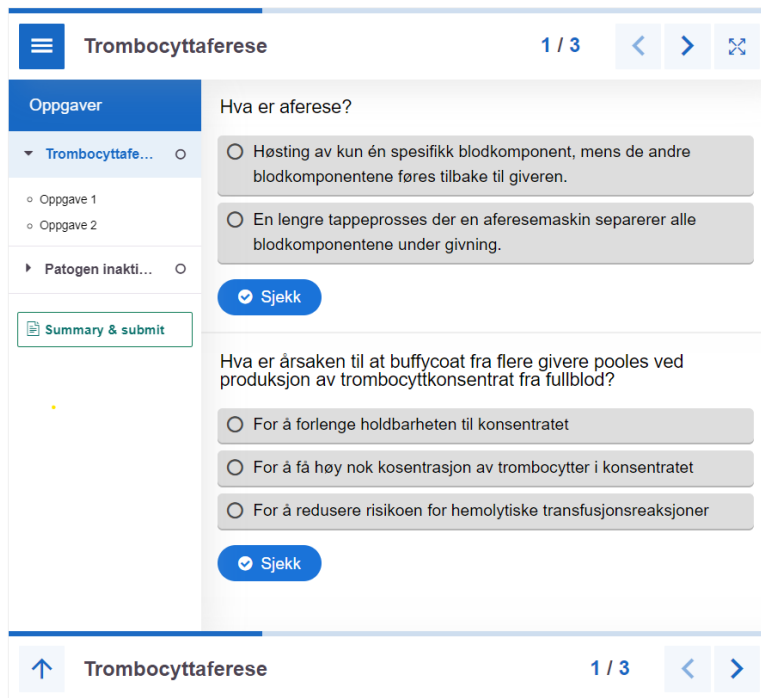 Trombocyttaferese
1 / 3
Oppgaver
Trombocyttafe...
Oppgave 1
Oppgave 2
Patogen inakti...
Summary & submit
Hva er aferese?
Høsting av kun én spesifikk blodkomponent, mens de andre
blodkomponentene føres tilbake til giveren.
En lengre tappeprosses der en aferesemaskin separerer alle
blodkomponentene under givning.
Sjekk
Hva er årsaken til at buffycoat fra flere givere pooles ved
produksjon av trombocyttkonsentrat fra fullblod?
For å forlenge holdbarheten til konsentratet
For å få høy nok kosentrasjon av trombocytter i konsentratet
For å redusere risikoen for hemolytiske transfusjonsreaksjoner
Sjekk
Trombocyttaferese
1 / 3